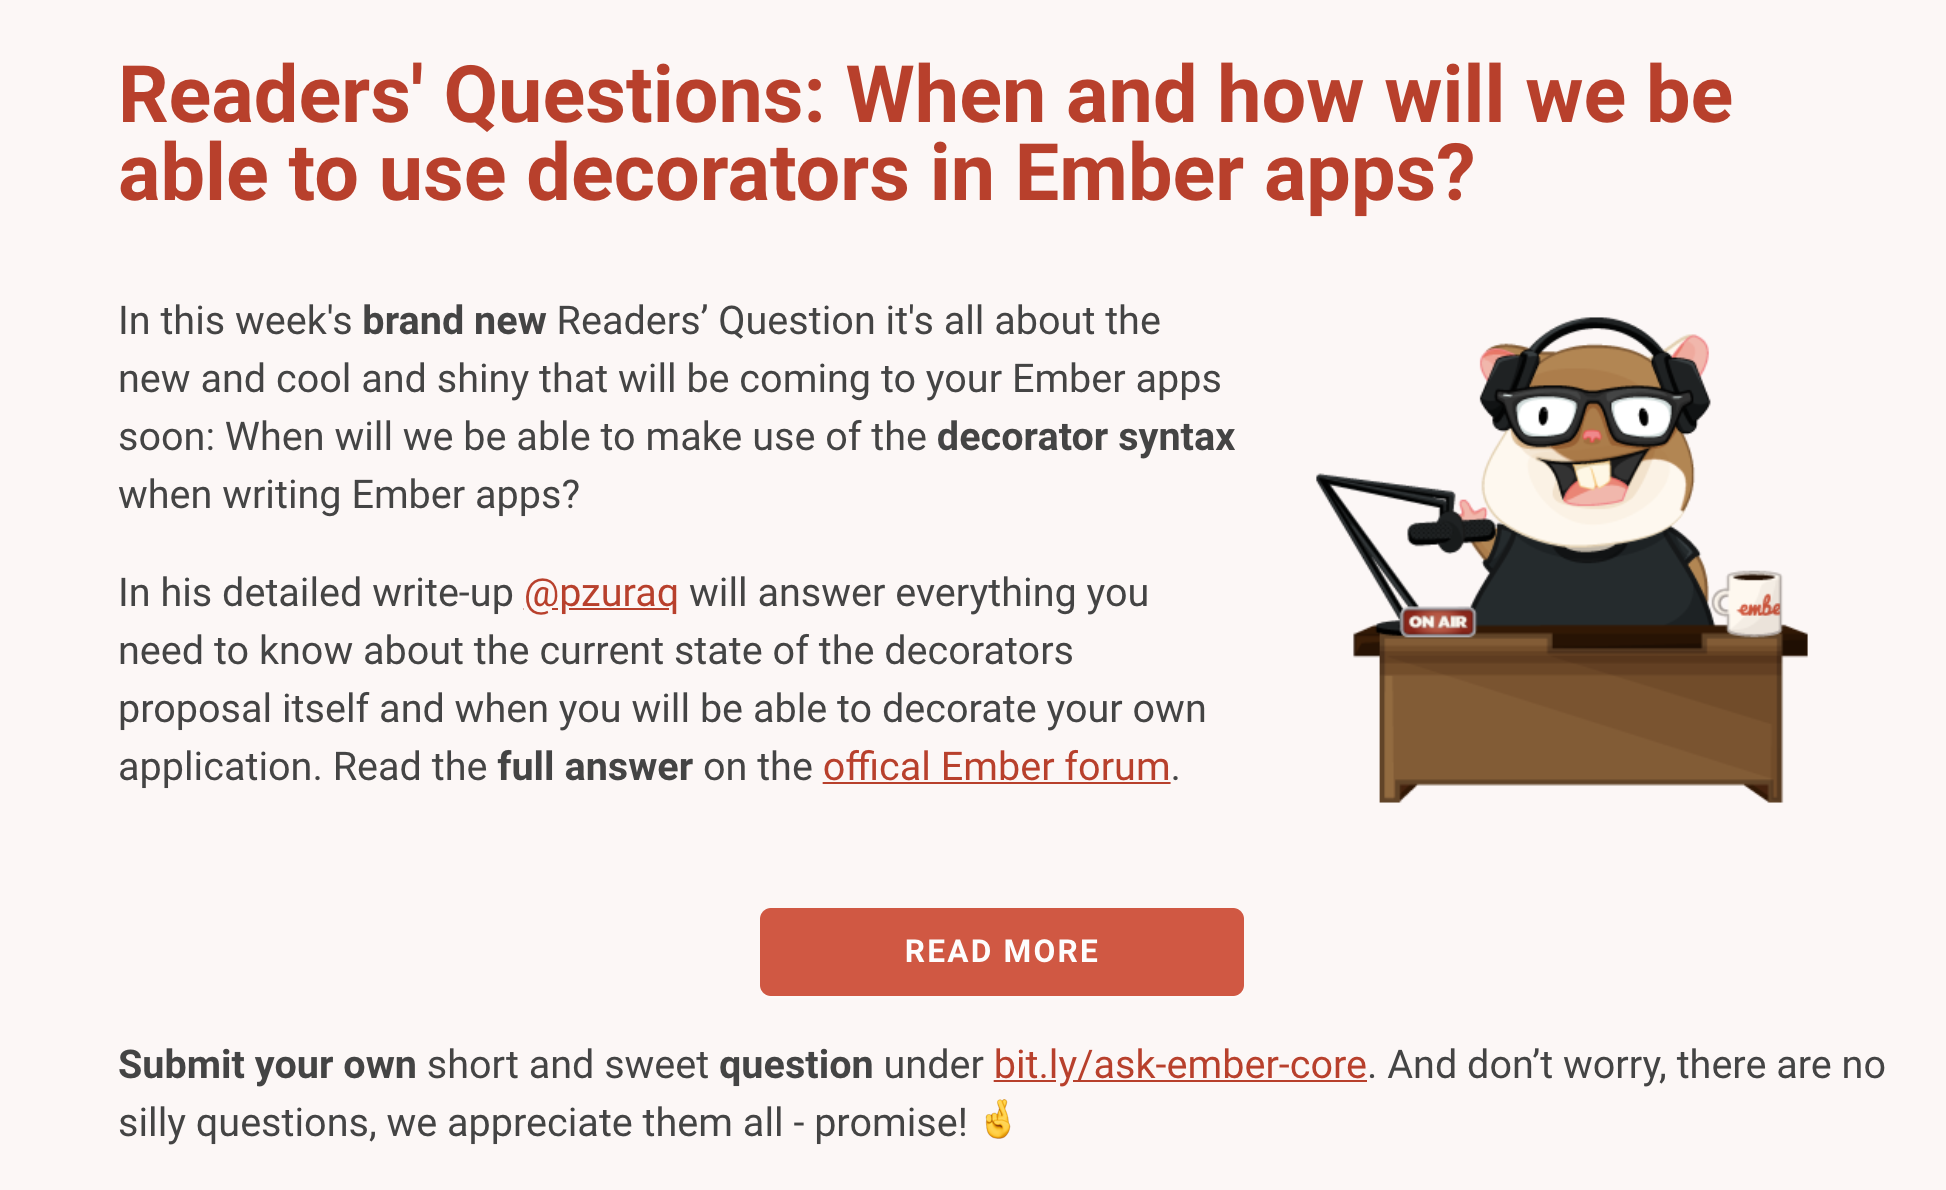 Readers' Questions: When and how will we be
able to use decorators in Ember apps?
In this week's brand new Readers’ Question it's all about the
new and cool and shiny that will be coming to your Ember apps
soon: When will we be able to make use of the decorator syntax
when writing Ember apps?
In his detailed write-up @pzuraq will answer everything you
need to know about the current state of the decorators
proposal itself and when you will be able to decorate your own
application. Read the full answer on the offical Ember forum.
ON AIR
embe
READ MORE
Submit your own short and sweet question under bit.ly/ask-ember-core. And don’t worry, there are no
silly questions, we appreciate them all - promise! 🤞